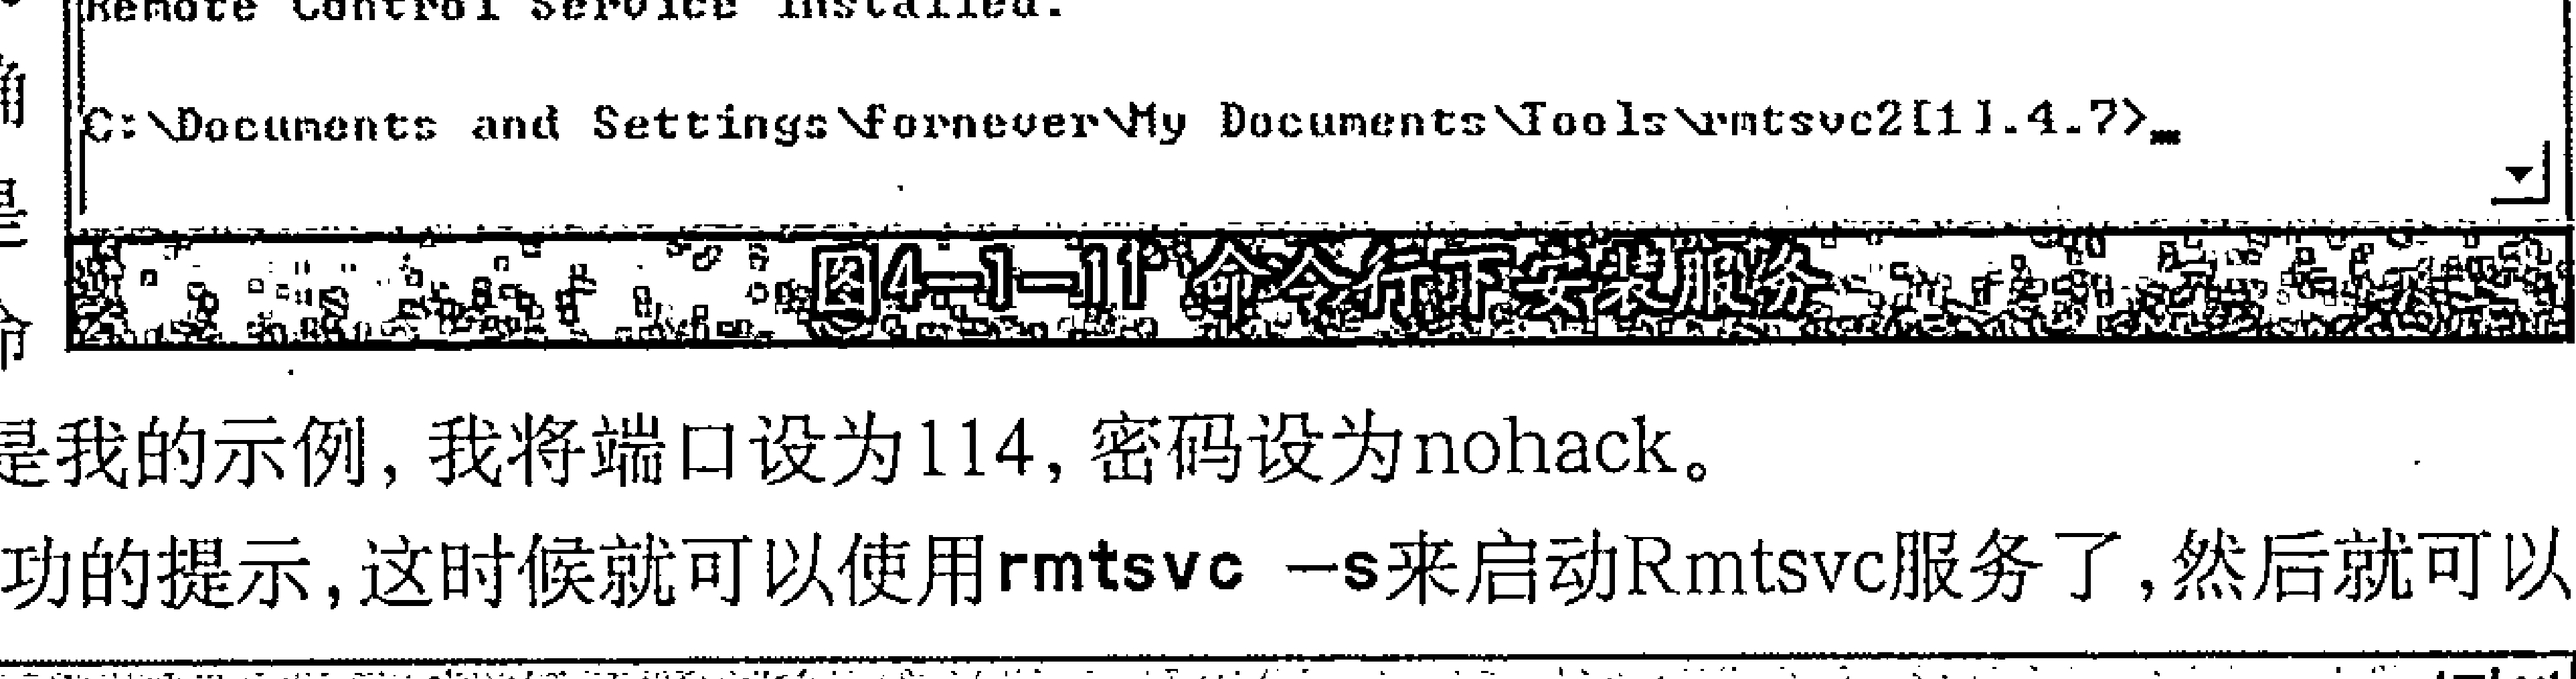 Remote Control Service installed.
C:\Documents and Settings\fornever\My Documents\Tools\rmtsvc2[1].4.7>_
是
命
图4-1-11 命令行下安装服务
是我的示例，我将端口设为114，密码设为nohack。
功的提示，这时候就可以使用rmtsvc -s来启动Rmtsvc服务了，然后就可以